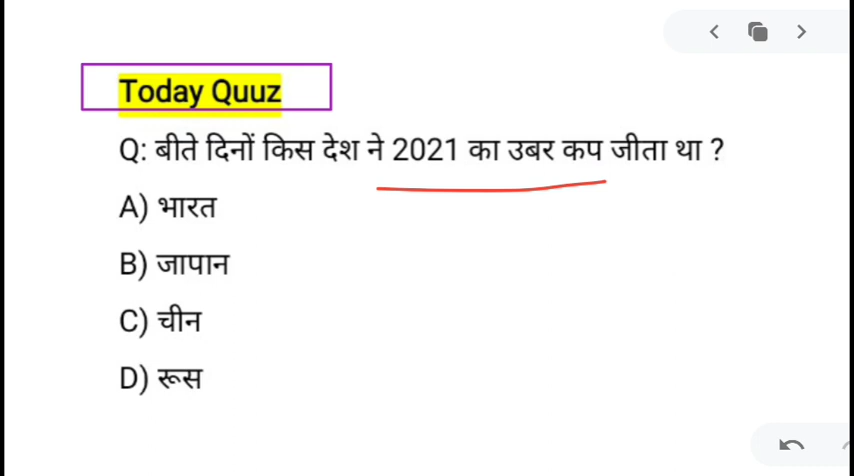 Today Quuz
Q: बीते दिनों किस देश ने 2021 का उबर कप जीता था ?
A) भारत
B) जापान
C) चीन
D) रूस